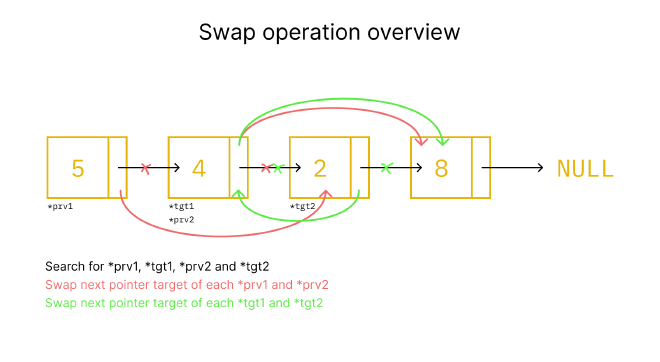 Swap operation overview
5 4 2 8 NULL
*prv1 *tgt1 *tgt2
*prv2
Search for *prv1, *tgt1, *prv2 and *tgt2
Swap next pointer target of each *prv1 and *prv2
Swap next pointer target of each *tgt1 and *tgt2